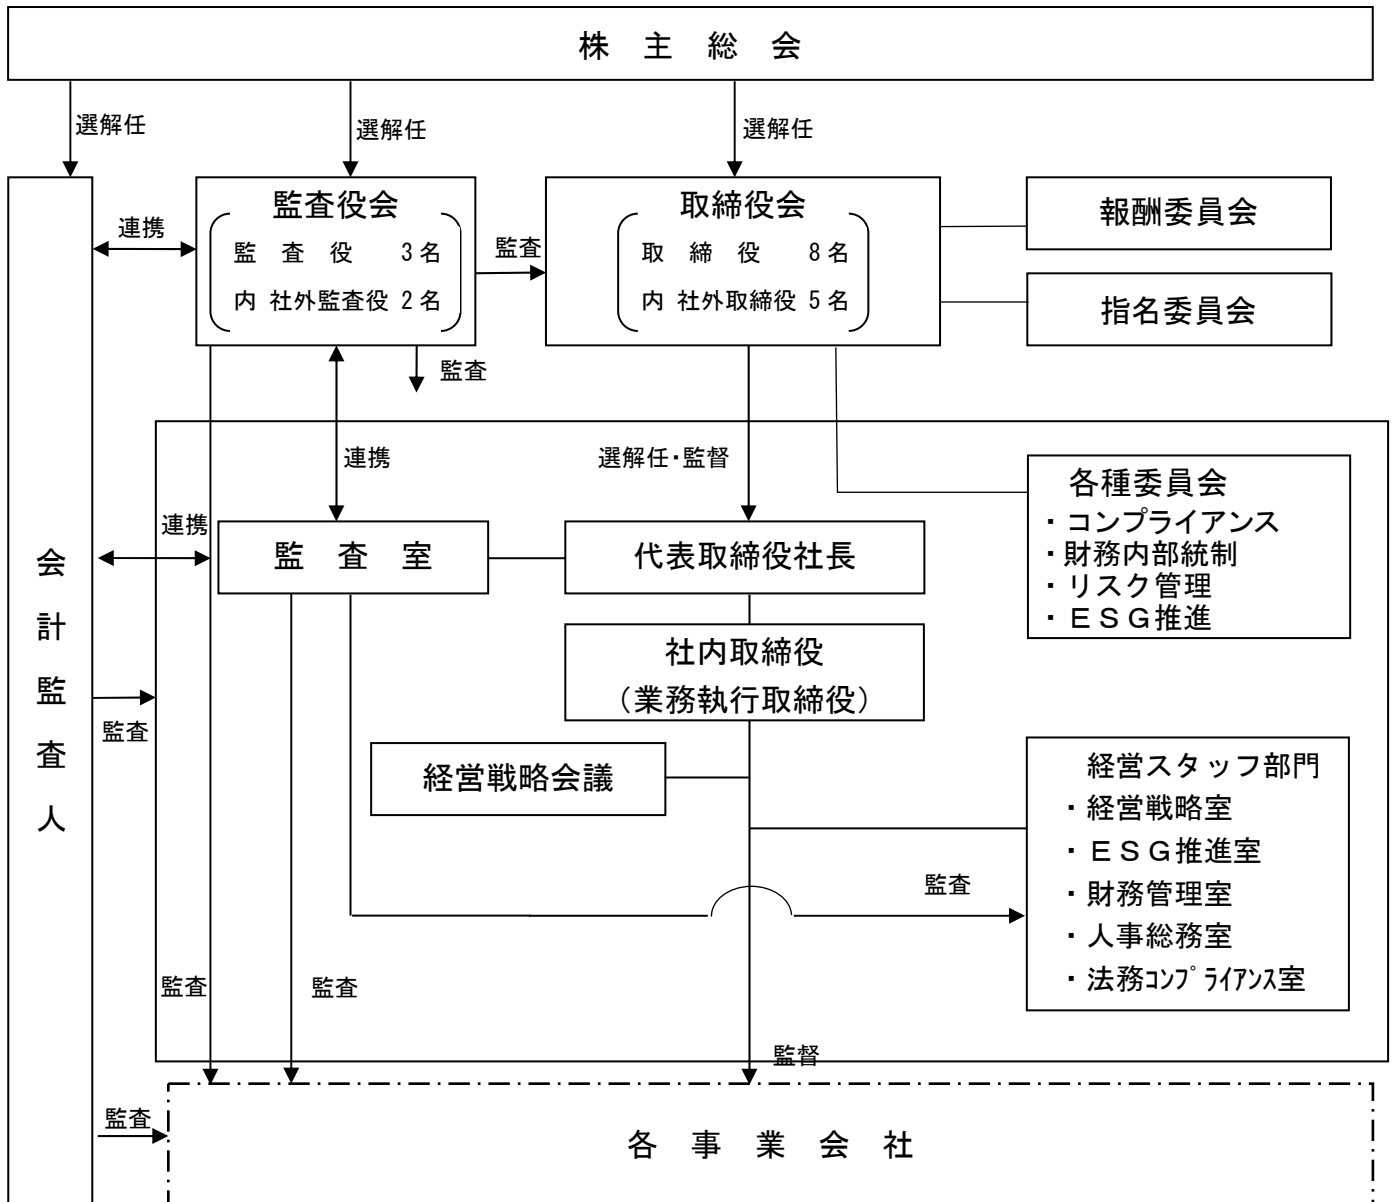 株 主 総 会
選解任
選解任
選解任
監査役会
監 査 役 3名
内 社外監査役 2名
連携
監査
取締役会
取 締 役 8名
内 社外取締役 5名
報酬委員会
指名委員会
監査
連携
選解任・監督
各種委員会
・コンプライアンス
・財務内部統制
・リスク管理
・ESG推進
連携
監 査 室
代表取締役社長
社内取締役
（業務執行取締役）
会計監査人
監査
経営戦略会議
経営スタッフ部門
・経営戦略室
・ESG推進室
・財務管理室
・人事総務室
・法務ｺﾝﾌﾟﾗｲｱﾝｽ室
監査
監査
監査
監督
監査
各 事 業 会 社